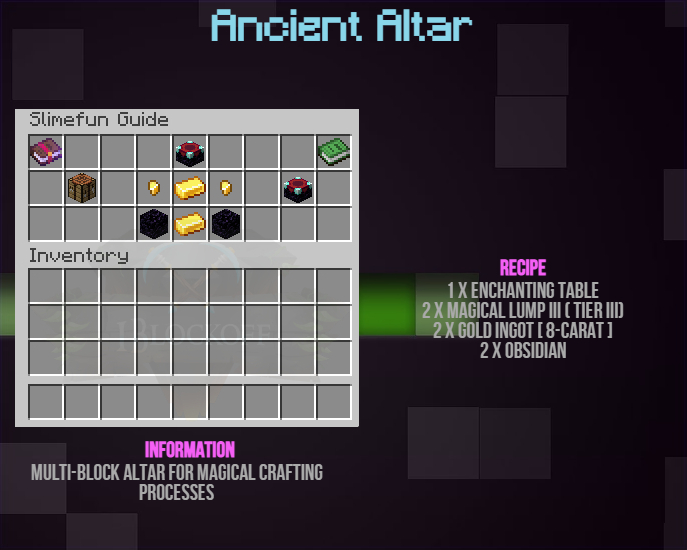 Ancient Altar
Slimefun Guide
Inventory
1BLOCKOFF
RECIPE
1 X ENCHANTING TABLE
2 X MAGICAL LUMP III ( TIER III)
2 X GOLD INGOT [ 8-CARAT ]
2 X OBSIDIAN
INFORMATION
MULTI-BLOCK ALTAR FOR MAGICAL CRAFTING
PROCESSES